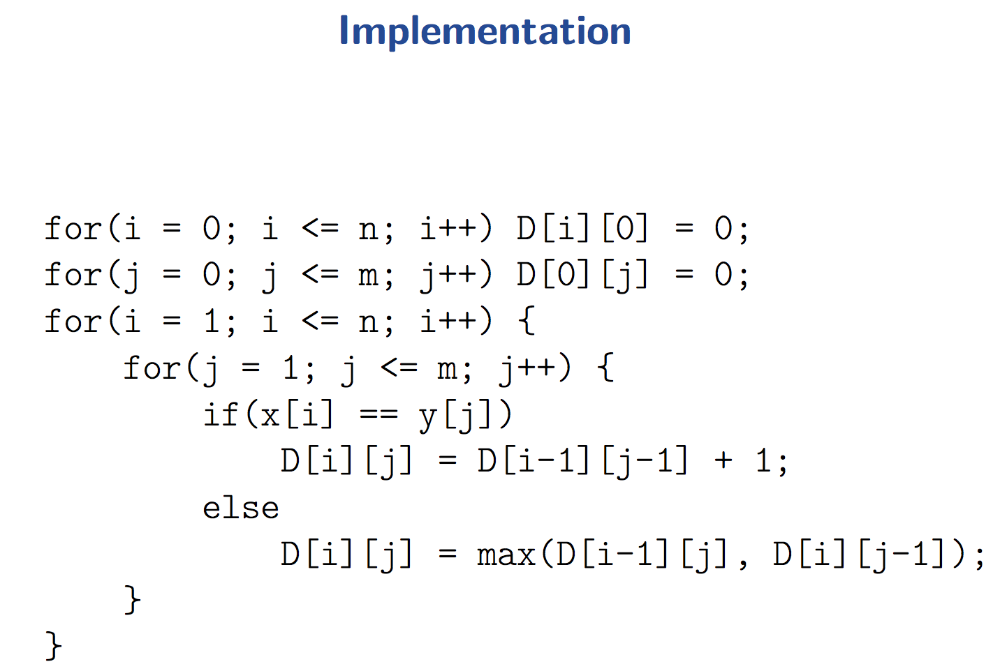 Implementation
for(i = 0; i <= n; i++) D[i][0] = 0;
for(j = 0; j <= m; j++) D[0][j] = 0;
for(i = 1; i <= n; i++) {
    for(j = 1; j <= m; j++) {
        if(x[i] == y[j])
            D[i][j] = D[i-1][j-1] + 1;
        else
            D[i][j] = max(D[i-1][j], D[i][j-1]);
    }
}